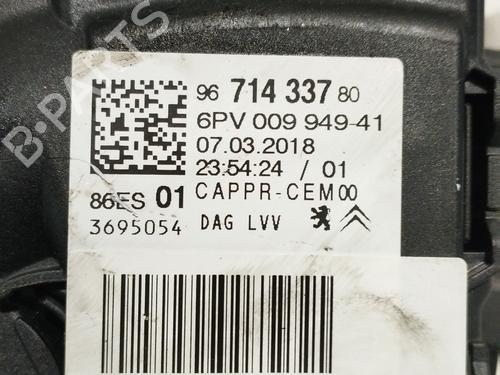 B-PARTS
96 714 337 80
6PV 009 949-41
07.03.2018
23:54:24 / 01
86ES 01 CAPPR-CEM00
3695054 DAG LVV